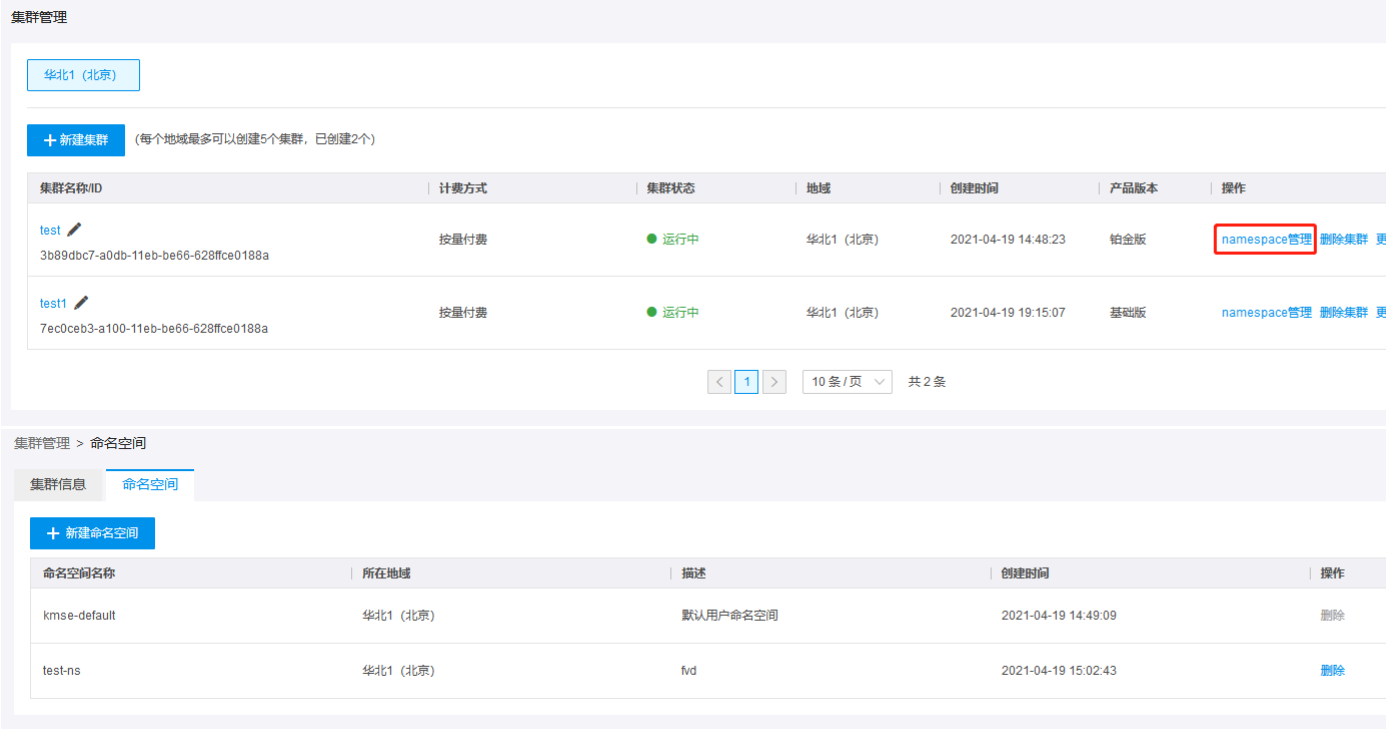 集群管理
华北1（北京）
新建集群 (每个地域最多可以创建5个集群，已创建2个)
集群名称/ID 计费方式 集群状态 地域 创建时间 产品版本 操作
test
3b89dbc7-a0db-11eb-be66-628ffce0188a 按量付费 运行中 华北1（北京） 2021-04-19 14:48:23 铂金版 namespace管理 删除集群 更
test1
7ec0ceb3-a100-11eb-be66-628ffce0188a 按量付费 运行中 华北1（北京） 2021-04-19 19:15:07 基础版 namespace管理 删除集群 更
< 1 > 10 条 / 页 共 2 条
集群管理 > 命名空间
集群信息 命名空间
新建命名空间
命名空间名称 所在地域 描述 创建时间 操作
kmse-default 华北1（北京） 默认用户命名空间 2021-04-19 14:49:09 删除
test-ns 华北1（北京） fvd 2021-04-19 15:02:43 删除